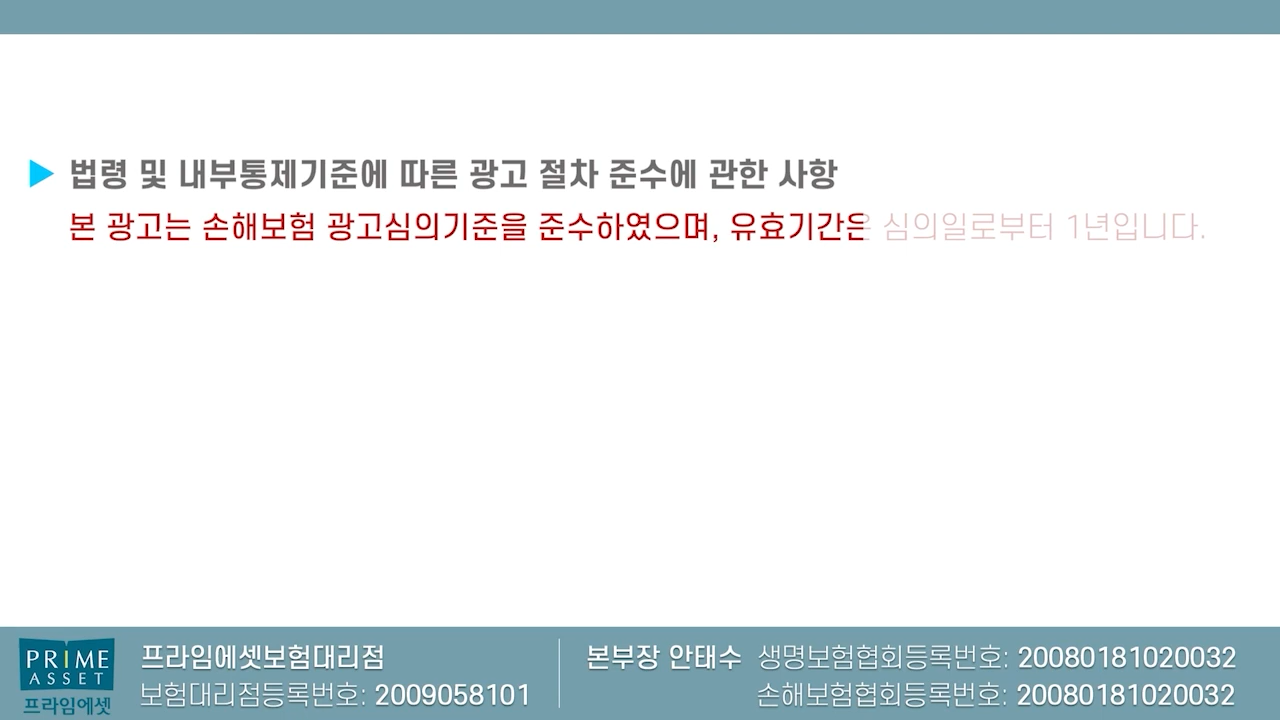 ▶ 법령 및 내부통제기준에 따른 광고 절차 준수에 관한 사항
본 광고는 손해보험 광고심의기준을 준수하였으며, 유효기간은 심의일로부터 1년입니다.
PRIME
ASSET
프라임에셋
프라임에셋보험대리점
보험대리점등록번호: 2009058101
본부장 안태수 생명보험협회등록번호: 20080181020032
손해보험협회등록번호: 20080181020032